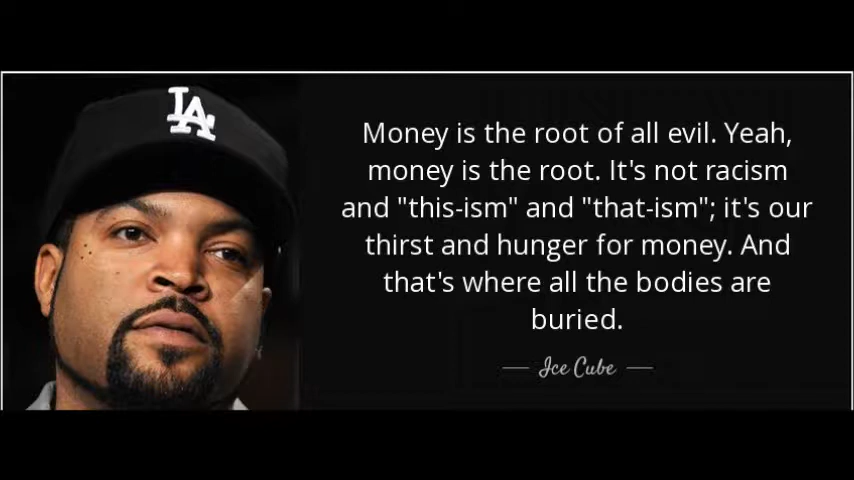 LA
Money is the root of all evil. Yeah,
money is the root. It's not racism
and "this-ism" and "that-ism"; it's our
thirst and hunger for money. And
that's where all the bodies are
buried.
Ice Cube